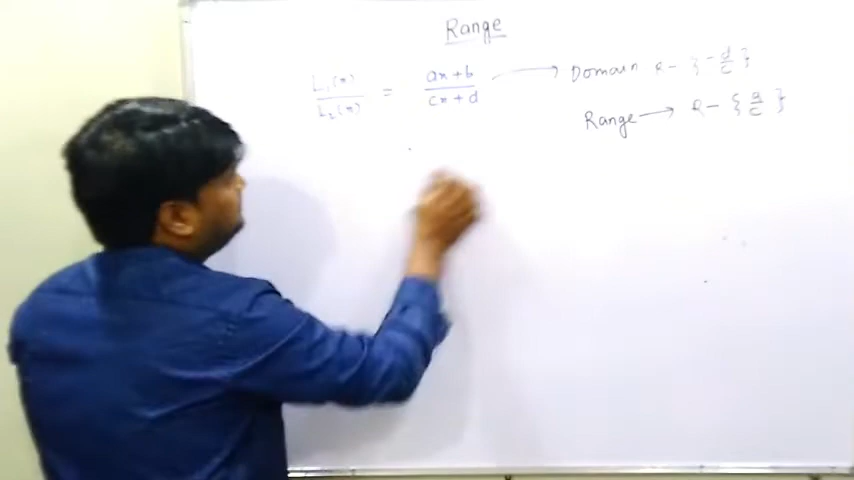 Range
L₁(x)/L₂(x) = ax+b/cx+d → Domain R - {-d/c}
Range → R - {a/c}